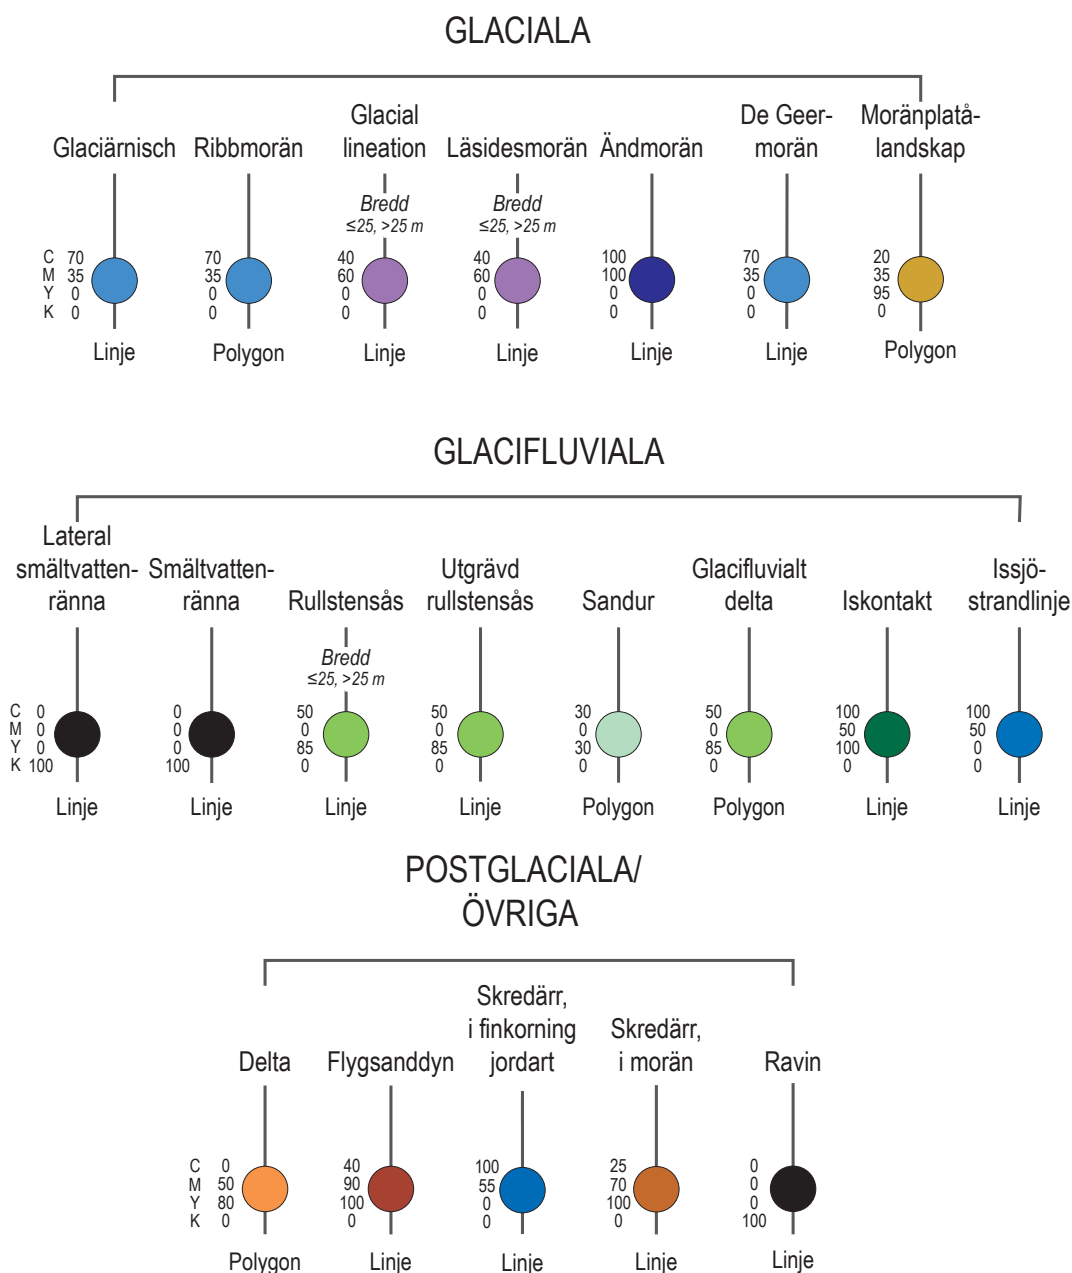 GLACIALA
Glaciärnisch
Ribbmorän
Glacial
lineation
Läsidesmorän
Ändmorän
De Geer-
morän
Moränplatå-
landskap
Bredd
≤25, >25 m
Bredd
≤25, >25 m
C 70
M 35
Y 0
K 0
70
35
0
0
40
60
0
0
40
60
0
0
100
100
0
0
70
35
0
0
20
35
95
0
Linje
Polygon
Linje
Linje
Linje
Linje
Polygon
GLACIFLUVIALA
Lateral
smältvatten-
ränna
Smältvatten-
ränna
Rullstensås
Utgrävd
rullstensås
Sandur
Glacifluvialt
delta
Iskontakt
Issjö-
strandlinje
Bredd
≤25, >25 m
C 0
M 0
Y 0
K 100
0
0
0
100
50
0
85
0
50
0
85
0
30
0
30
0
50
0
85
0
100
50
100
0
100
50
0
0
Linje
Linje
Linje
Linje
Polygon
Polygon
Linje
Linje
POSTGLACIALA/
ÖVRIGA
Delta
Flygsanddyn
Skredärr,
i finkorning
jordart
Skredärr,
i morän
Ravin
C 0
M 50
Y 80
K 0
40
90
100
0
100
55
0
0
25
70
100
0
0
0
0
100
Polygon
Linje
Linje
Linje
Linje